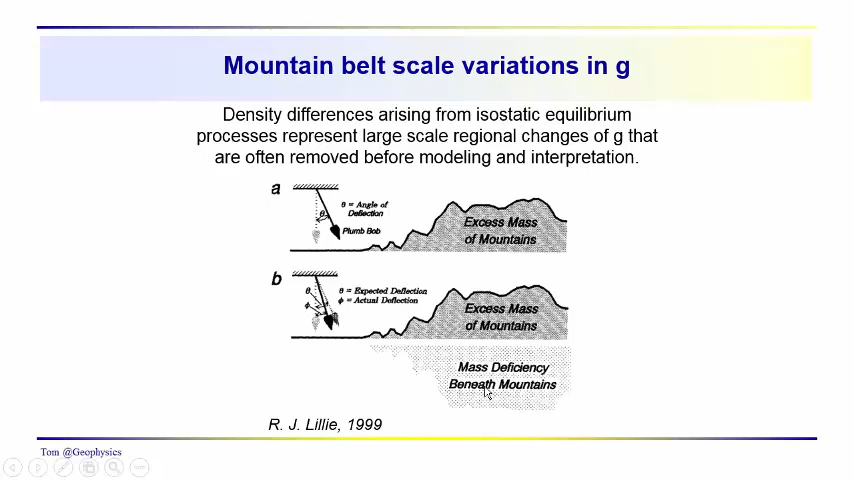 Mountain belt scale variations in g
Density differences arising from isostatic equilibrium
processes represent large scale regional changes of g that
are often removed before modeling and interpretation.
a
θ = Angle of
Deflection
θ
Plumb Bob
Excess Mass
of Mountains
b
θ
θ = Expected Deflection
ϕ = Actual Deflection
ϕ
Excess Mass
of Mountains
Mass Deficiency
Beneath Mountains
R. J. Lillie, 1999
Tom @Geophysics